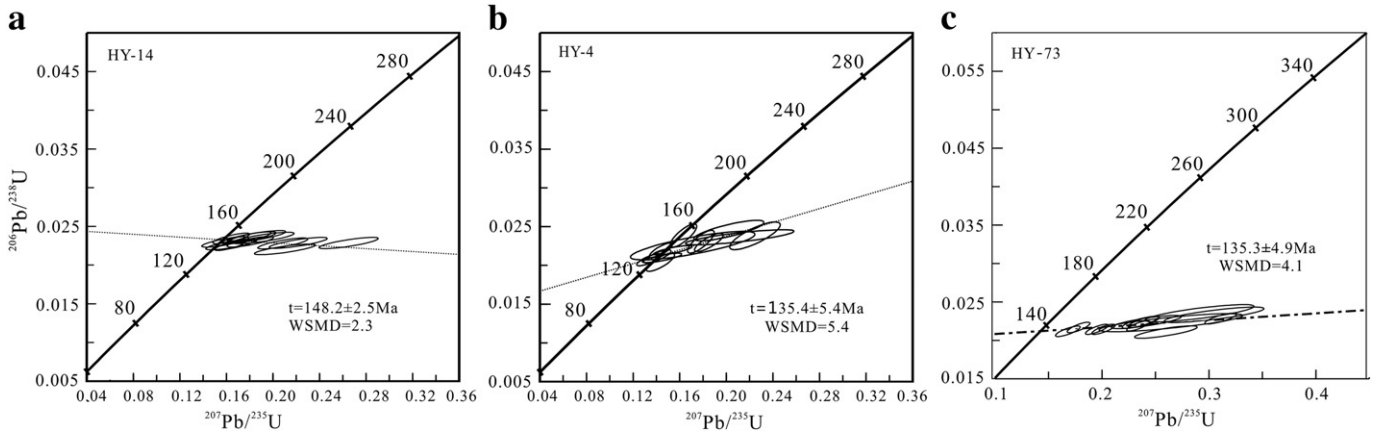 a
HY-14
0.045
0.035
0.025
0.015
0.005
²⁰⁶Pb/²³⁸U
280
240
200
160
120
80
t=148.2±2.5Ma
WSMD=2.3
0.04 0.08 0.12 0.16 0.20 0.24 0.28 0.32 0.36
²⁰⁷Pb/²³⁵U
b
HY-4
0.045
0.035
0.025
0.015
0.005
280
240
200
160
120
80
t=135.4±5.4Ma
WSMD=5.4
0.04 0.08 0.12 0.16 0.20 0.24 0.28 0.32 0.36
²⁰⁷Pb/²³⁵U
c
HY-73
0.055
0.045
0.035
0.025
0.015
340
300
260
220
180
140
t=135.3±4.9Ma
WSMD=4.1
0.1 0.2 0.3 0.4
²⁰⁷Pb/²³⁵U